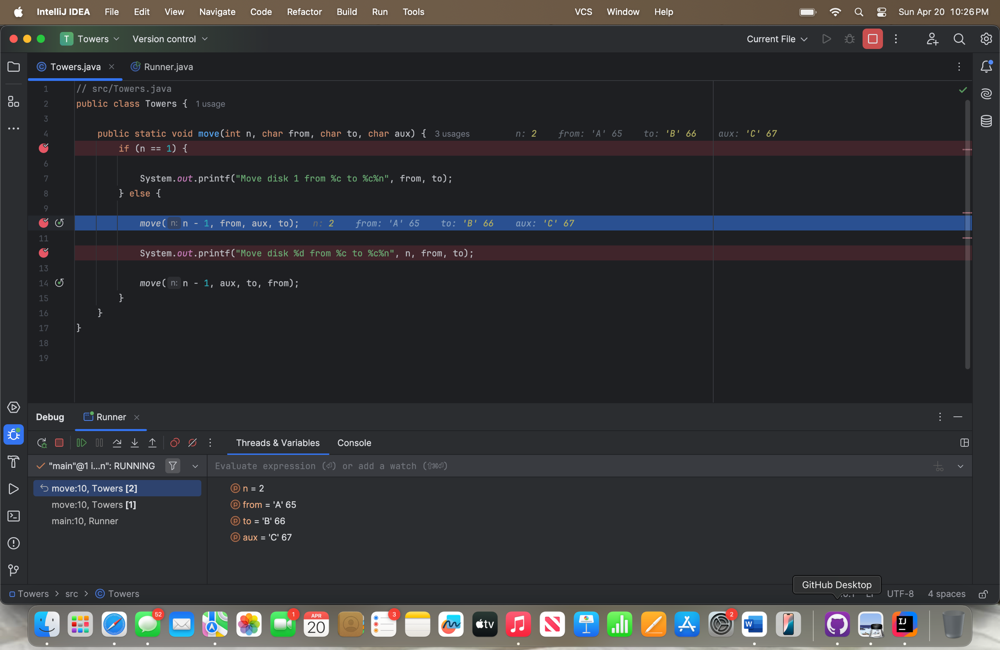 IntelliJ IDEA File Edit View Navigate Code Refactor Build Run Tools VCS Window Help Sun Apr 20 10:26 PM
T Towers Version control Current File
Towers.java Runner.java
1 // src/Towers.java
2 public class Towers { 1 usage
3
4 public static void move(int n, char from, char to, char aux) { 3 usages n: 2 from: 'A' 65 to: 'B' 66 aux: 'C' 67
if (n == 1) {
6
7 System.out.printf("Move disk 1 from %c to %c%n", from, to);
8 } else {
9
move( n: n - 1, from, aux, to); n: 2 from: 'A' 65 to: 'B' 66 aux: 'C' 67
11
System.out.printf("Move disk %d from %c to %c%n", n, from, to);
13
14 move( n: n - 1, aux, to, from);
15 }
16 }
17 }
18
19
Debug Runner
Threads & Variables Console
"main"@1 i...n": RUNNING Evaluate expression (⏎) or add a watch (⇧⌘⏎)
move:10, Towers [2] p n = 2
move:10, Towers [1] p from = 'A' 65
main:10, Runner p to = 'B' 66
p aux = 'C' 67
GitHub Desktop
Towers > src > C Towers UTF-8 4 spaces
52 1 APR 20 3 tv 2 W IJ